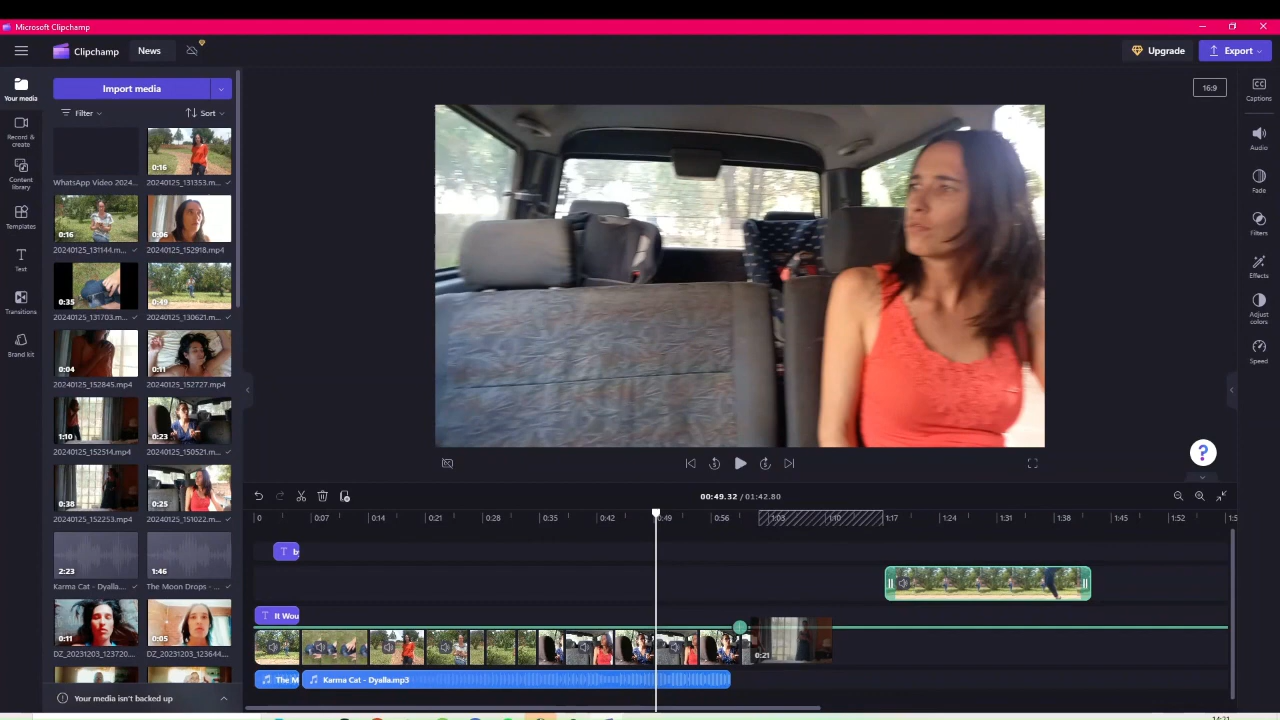 Microsoft Clipchamp
Clipchamp
News
Upgrade
Export
Your media
Record & create
Content library
Templates
Text
Transitions
Brand kit
Import media
Filter
Sort
0:16
WhatsApp Video 2024...
20240125_131353.m...
0:16
0:06
20240125_131144.m...
20240125_152918.mp4
0:35
0:49
20240125_131703.m...
20240125_130621.mp4
0:04
0:11
20240125_152845.mp4
20240125_152727.mp4
1:10
0:23
20240125_152514.mp4
20240125_150521.m...
0:38
0:25
20240125_152253.mp4
20240125_151022.m...
2:23
1:46
Karma Cat - Dyalla...
The Moon Drops - ...
0:11
0:05
DZ_20231203_123720...
DZ_20231203_123644...
Your media isn't backed up
16:9
Captions
Audio
Fade
Filters
Effects
Adjust colors
Speed
?
00:49.32 / 01:42.80
0
0:07
0:14
0:21
0:28
0:35
0:42
0:49
0:56
1:03
1:10
1:17
1:24
1:31
1:38
1:45
1:52
T b
T It Wou
0:21
The M
Karma Cat - Dyalla.mp3